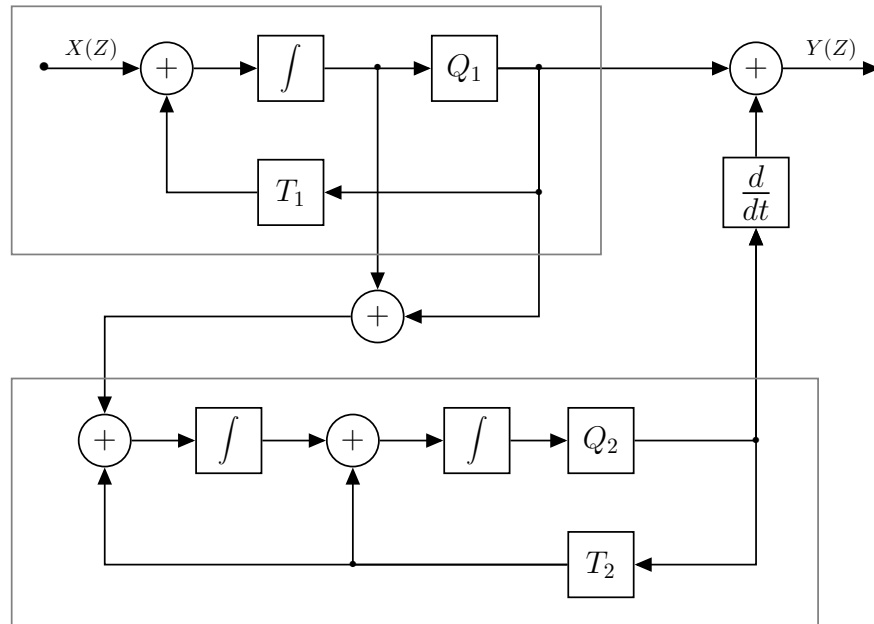 X(Z)
+
∫
Q₁
+
Y(Z)
T₁
d/dt
+
+
∫
+
∫
Q₂
T₂